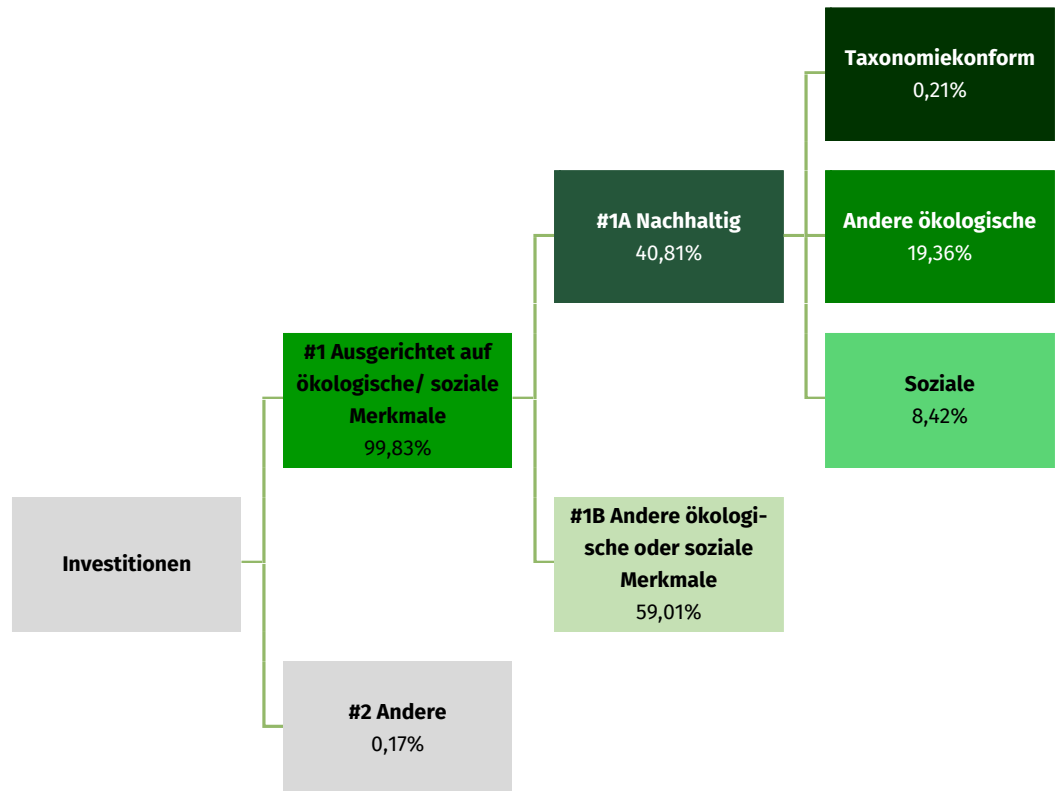 Taxonomiekonform
0,21%
#1A Nachhaltig
40,81%
Andere ökologische
19,36%
#1 Ausgerichtet auf
ökologische/ soziale
Merkmale
99,83%
Soziale
8,42%
Investitionen
#1B Andere ökologi-
sche oder soziale
Merkmale
59,01%
#2 Andere
0,17%